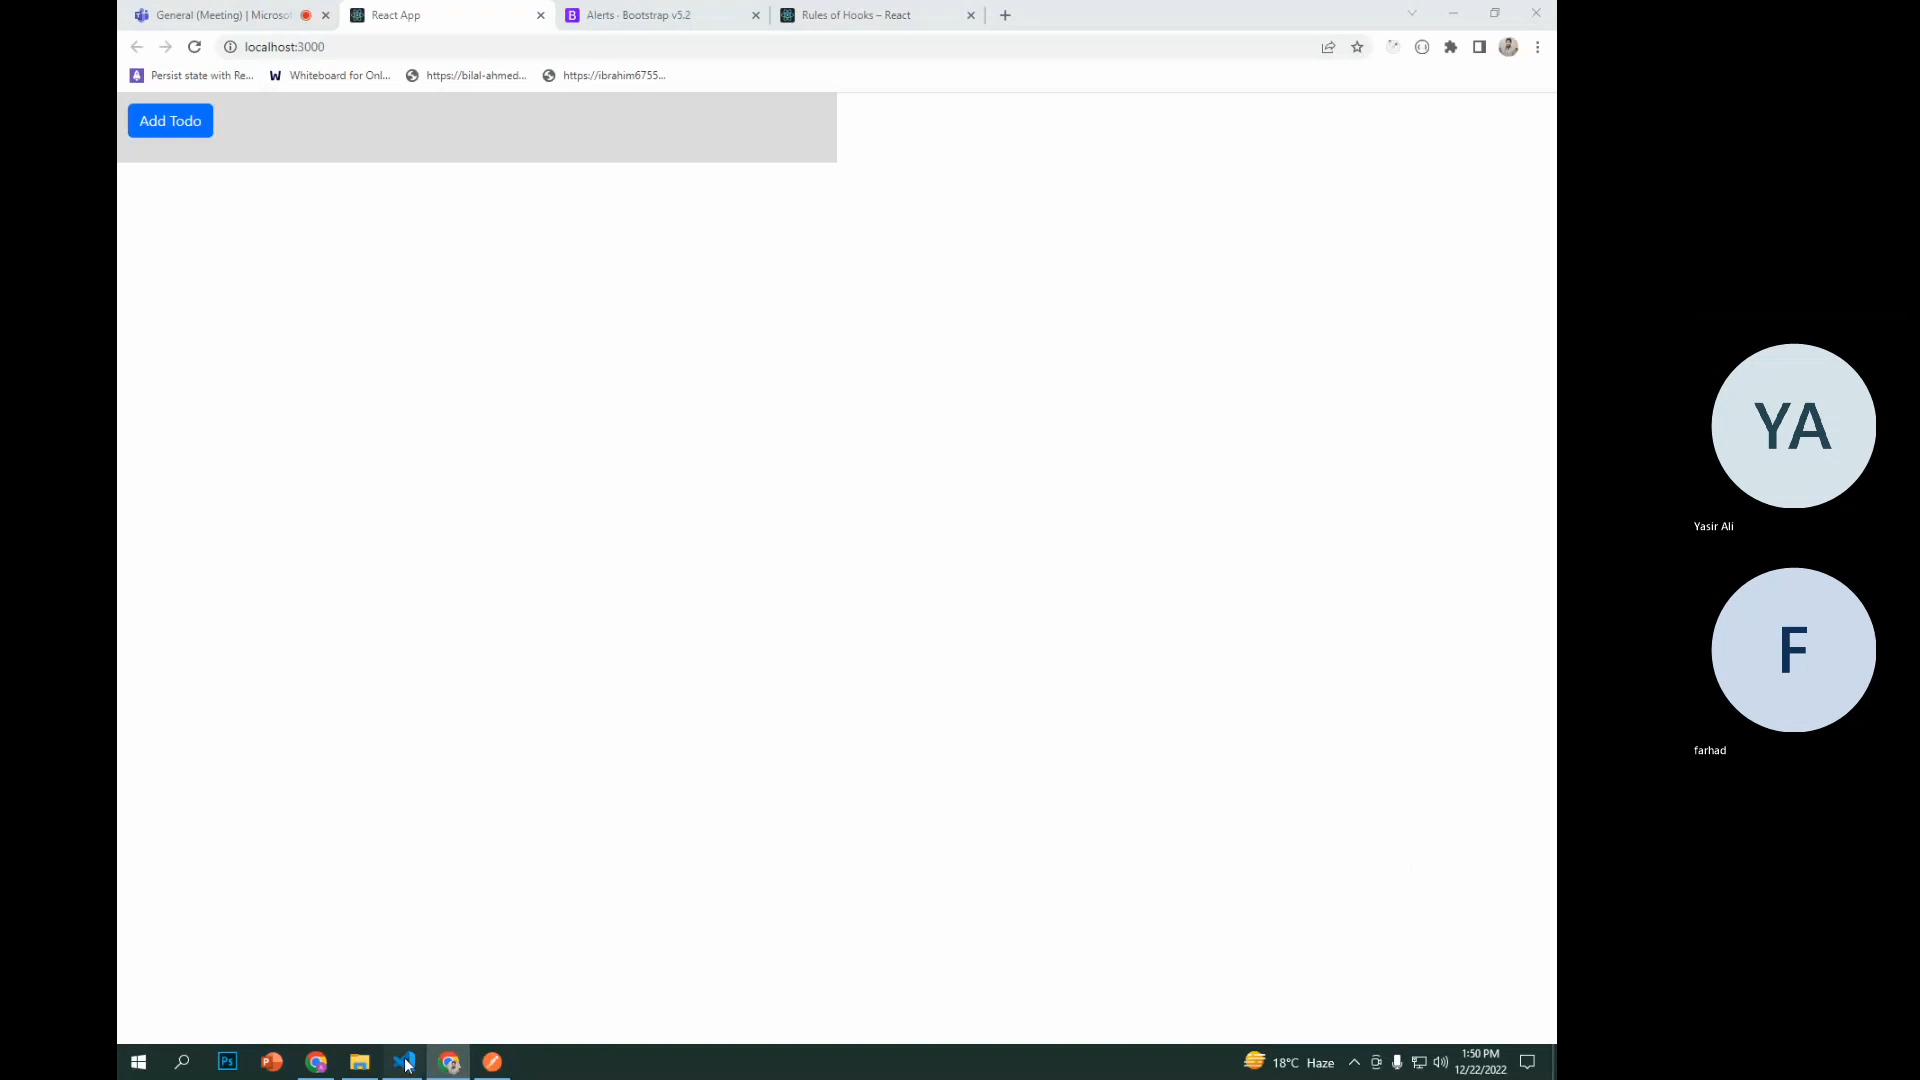 General (Meeting) | Microso
React App
Alerts · Bootstrap v5.2
Rules of Hooks – React
localhost:3000
Persist state with Re...
Whiteboard for Onl...
https://bilal-ahmed...
https://ibrahim6755...
Add Todo
YA
Yasir Ali
F
farhad
18°C Haze
1:50 PM
12/22/2022